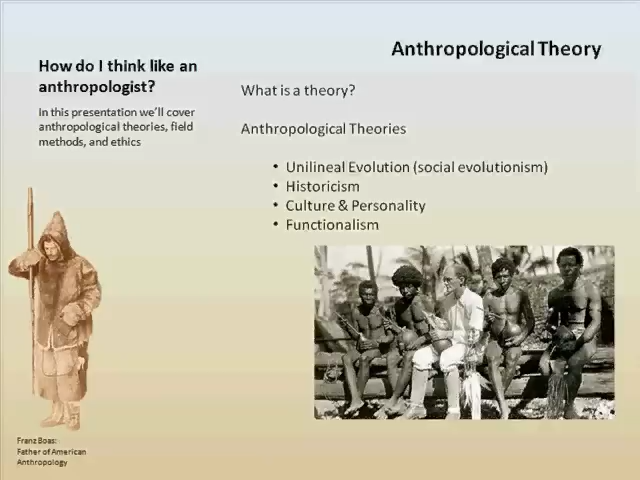 Anthropological Theory
How do I think like an
anthropologist?
In this presentation we'll cover
anthropological theories, field
methods, and ethics
What is a theory?
Anthropological Theories
• Unilineal Evolution (social evolutionism)
• Historicism
• Culture & Personality
• Functionalism
Franz Boas:
Father of American
Anthropology